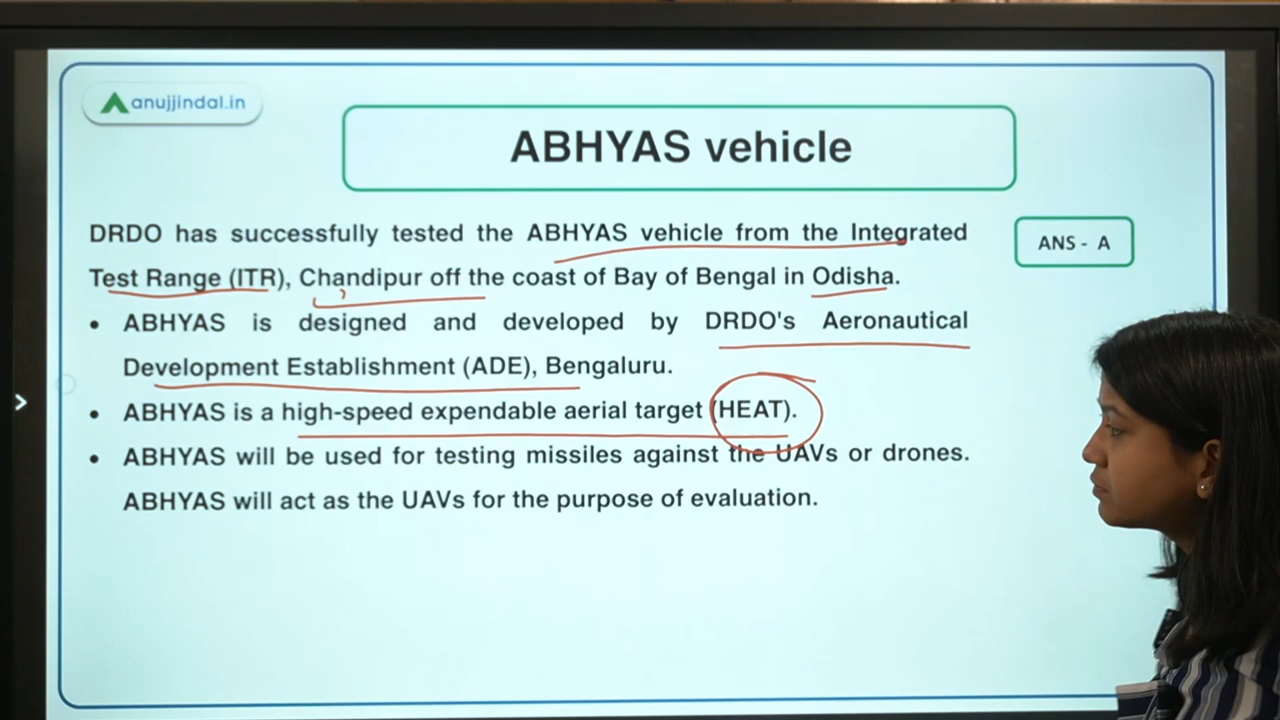 anujjindal.in
ABHYAS vehicle
DRDO has successfully tested the ABHYAS vehicle from the Integrated
Test Range (ITR), Chandipur off the coast of Bay of Bengal in Odisha.
ANS - A
• ABHYAS is designed and developed by DRDO's Aeronautical
Development Establishment (ADE), Bengaluru.
• ABHYAS is a high-speed expendable aerial target (HEAT).
• ABHYAS will be used for testing missiles against the UAVs or drones.
ABHYAS will act as the UAVs for the purpose of evaluation.